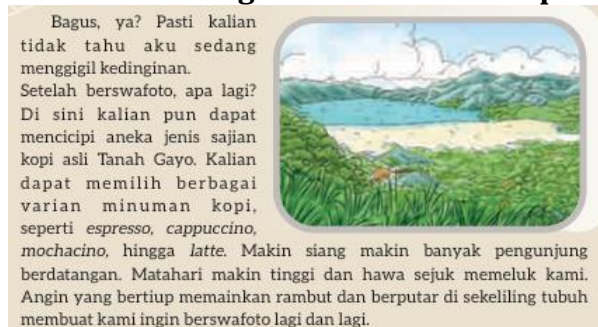 Bagus, ya? Pasti kalian
tidak tahu aku sedang
menggigil kedinginan.
Setelah berswafoto, apa lagi?
Di sini kalian pun dapat
mencicipi aneka jenis sajian
kopi asli Tanah Gayo. Kalian
dapat memilih berbagai
varian minuman kopi,
seperti espresso, cappuccino,
mochacino, hingga latte. Makin siang makin banyak pengunjung
berdatangan. Matahari makin tinggi dan hawa sejuk memeluk kami.
Angin yang bertiup memainkan rambut dan berputar di sekeliling tubuh
membuat kami ingin berswafoto lagi dan lagi.